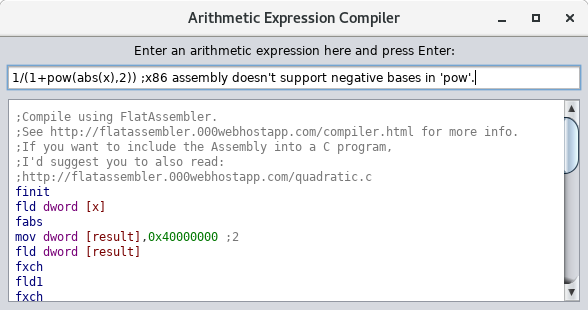 Arithmetic Expression Compiler
Enter an arithmetic expression here and press Enter:
1/(1+pow(abs(x),2)) ;x86 assembly doesn't support negative bases in 'pow'.
;Compile using FlatAssembler.
;See http://flatassembler.000webhostapp.com/compiler.html for more info.
;If you want to include the Assembly into a C program,
;I'd suggest you to also read:
;http://flatassembler.000webhostapp.com/quadratic.c
finit
fld dword [x]
fabs
mov dword [result],0x40000000 ;2
fld dword [result]
fxch
fld1
fxch